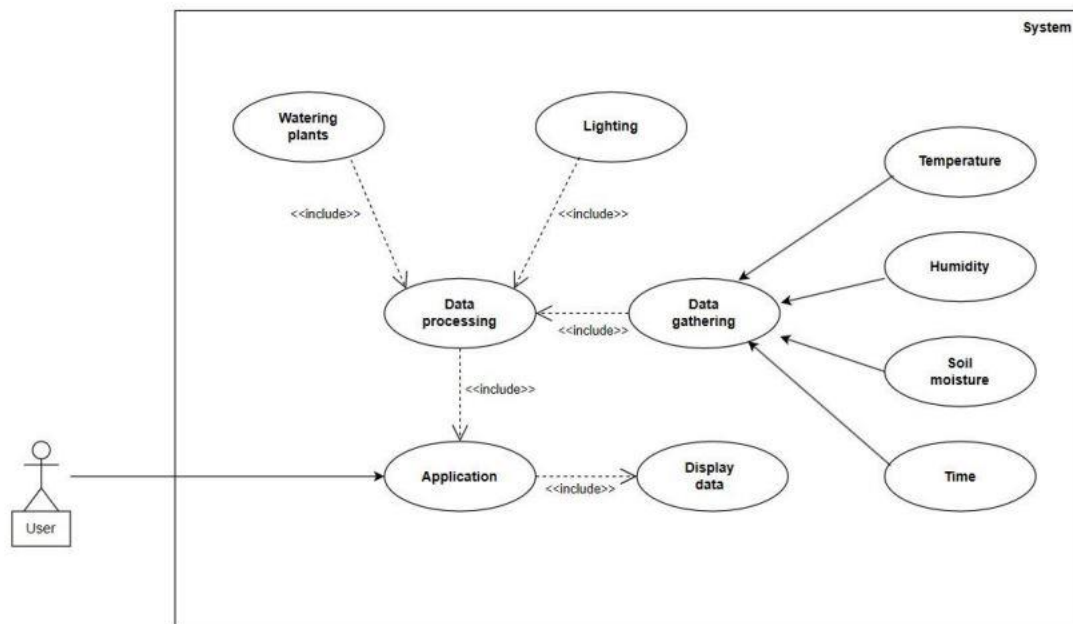 System
Watering
plants
Lighting
Temperature
<<include>>
<<include>>
Humidity
Data
processing
<<include>>
Data
gathering
Soil
moisture
<<include>>
User
Application
<<include>>
Display
data
Time